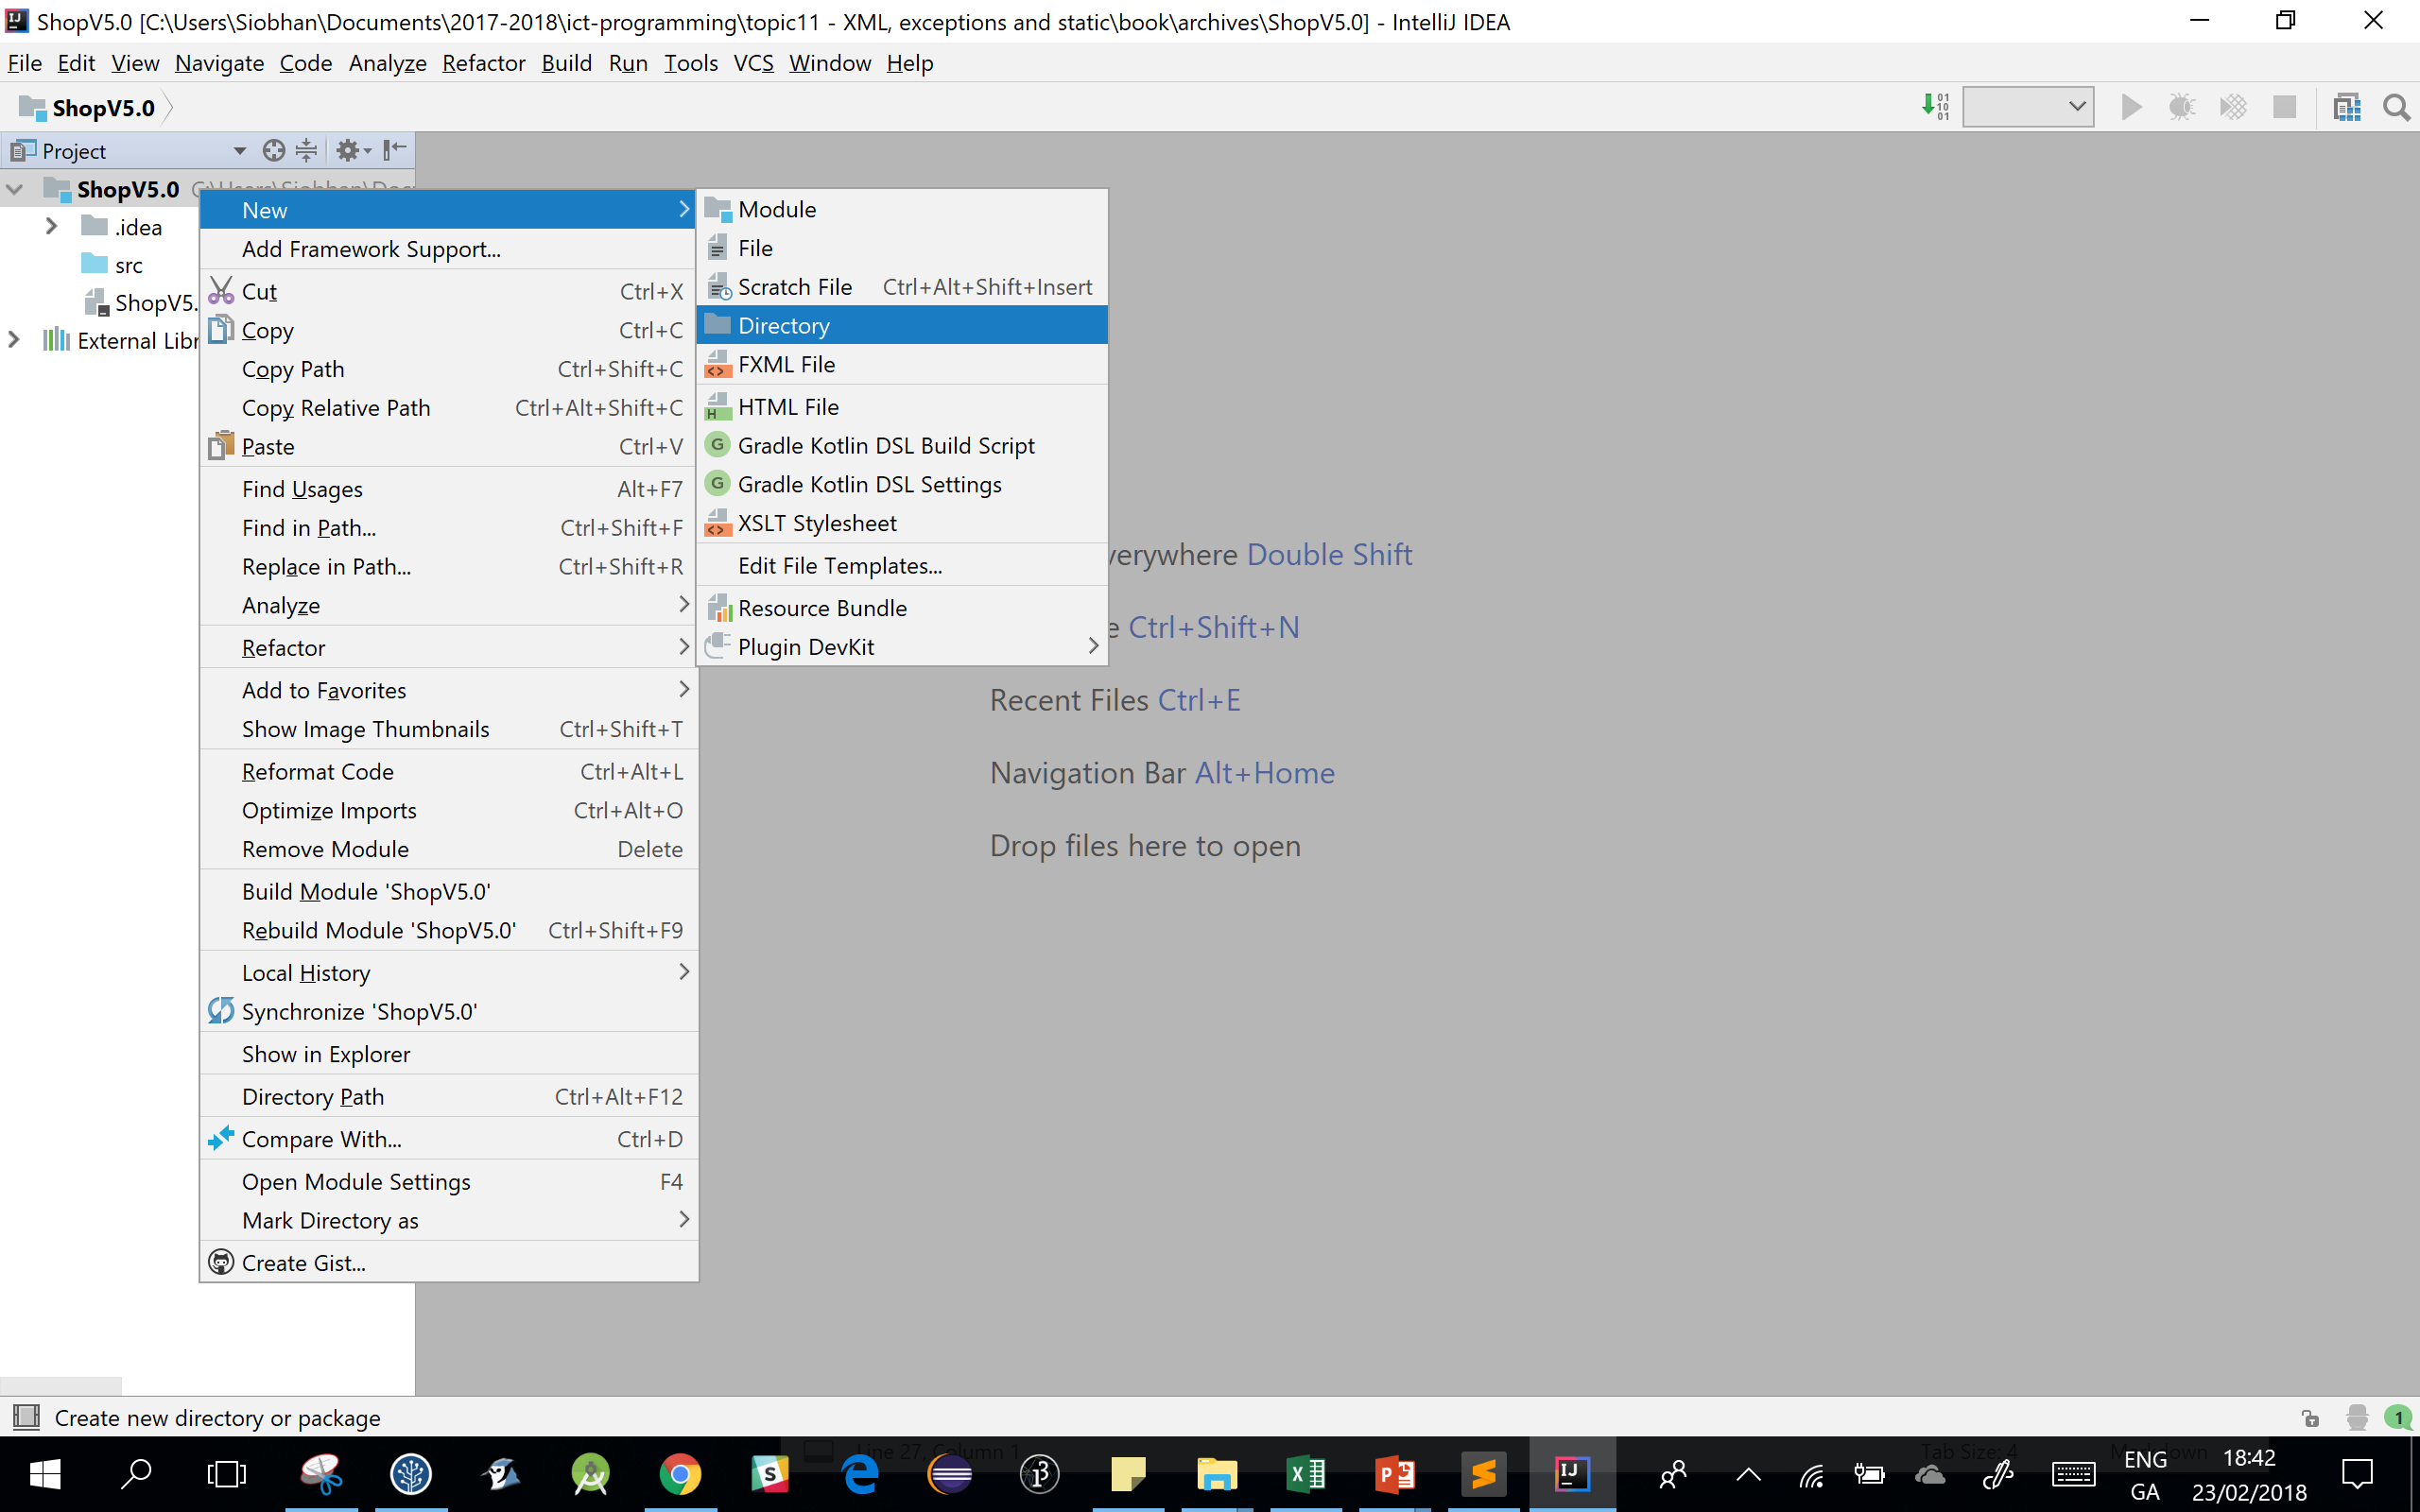 ShopV5.0 [C:\Users\Siobhan\Documents\2017-2018\ict-programming\topic11 - XML, exceptions and static\book\archives\ShopV5.0] - IntelliJ IDEA
File Edit View Navigate Code Analyze Refactor Build Run Tools VCS Window Help
ShopV5.0
Project
ShopV5.0
.idea
src
ShopV5.
External Libr
New
Add Framework Support...
Cut Ctrl+X
Copy Ctrl+C
Copy Path Ctrl+Shift+C
Copy Relative Path Ctrl+Alt+Shift+C
Paste Ctrl+V
Find Usages Alt+F7
Find in Path... Ctrl+Shift+F
Replace in Path... Ctrl+Shift+R
Analyze
Refactor
Add to Favorites
Show Image Thumbnails Ctrl+Shift+T
Reformat Code Ctrl+Alt+L
Optimize Imports Ctrl+Alt+O
Remove Module Delete
Build Module 'ShopV5.0'
Rebuild Module 'ShopV5.0' Ctrl+Shift+F9
Local History
Synchronize 'ShopV5.0'
Show in Explorer
Directory Path Ctrl+Alt+F12
Compare With... Ctrl+D
Open Module Settings F4
Mark Directory as
Create Gist...
Module
File
Scratch File Ctrl+Alt+Shift+Insert
Directory
FXML File
HTML File
Gradle Kotlin DSL Build Script
Gradle Kotlin DSL Settings
XSLT Stylesheet
Edit File Templates...
Resource Bundle
Plugin DevKit
verywhere Double Shift
e Ctrl+Shift+N
Recent Files Ctrl+E
Navigation Bar Alt+Home
Drop files here to open
Create new directory or package
1
Line 27, Column 1
Tab Size: 4
Markdown
ENG
GA
18:42
23/02/2018